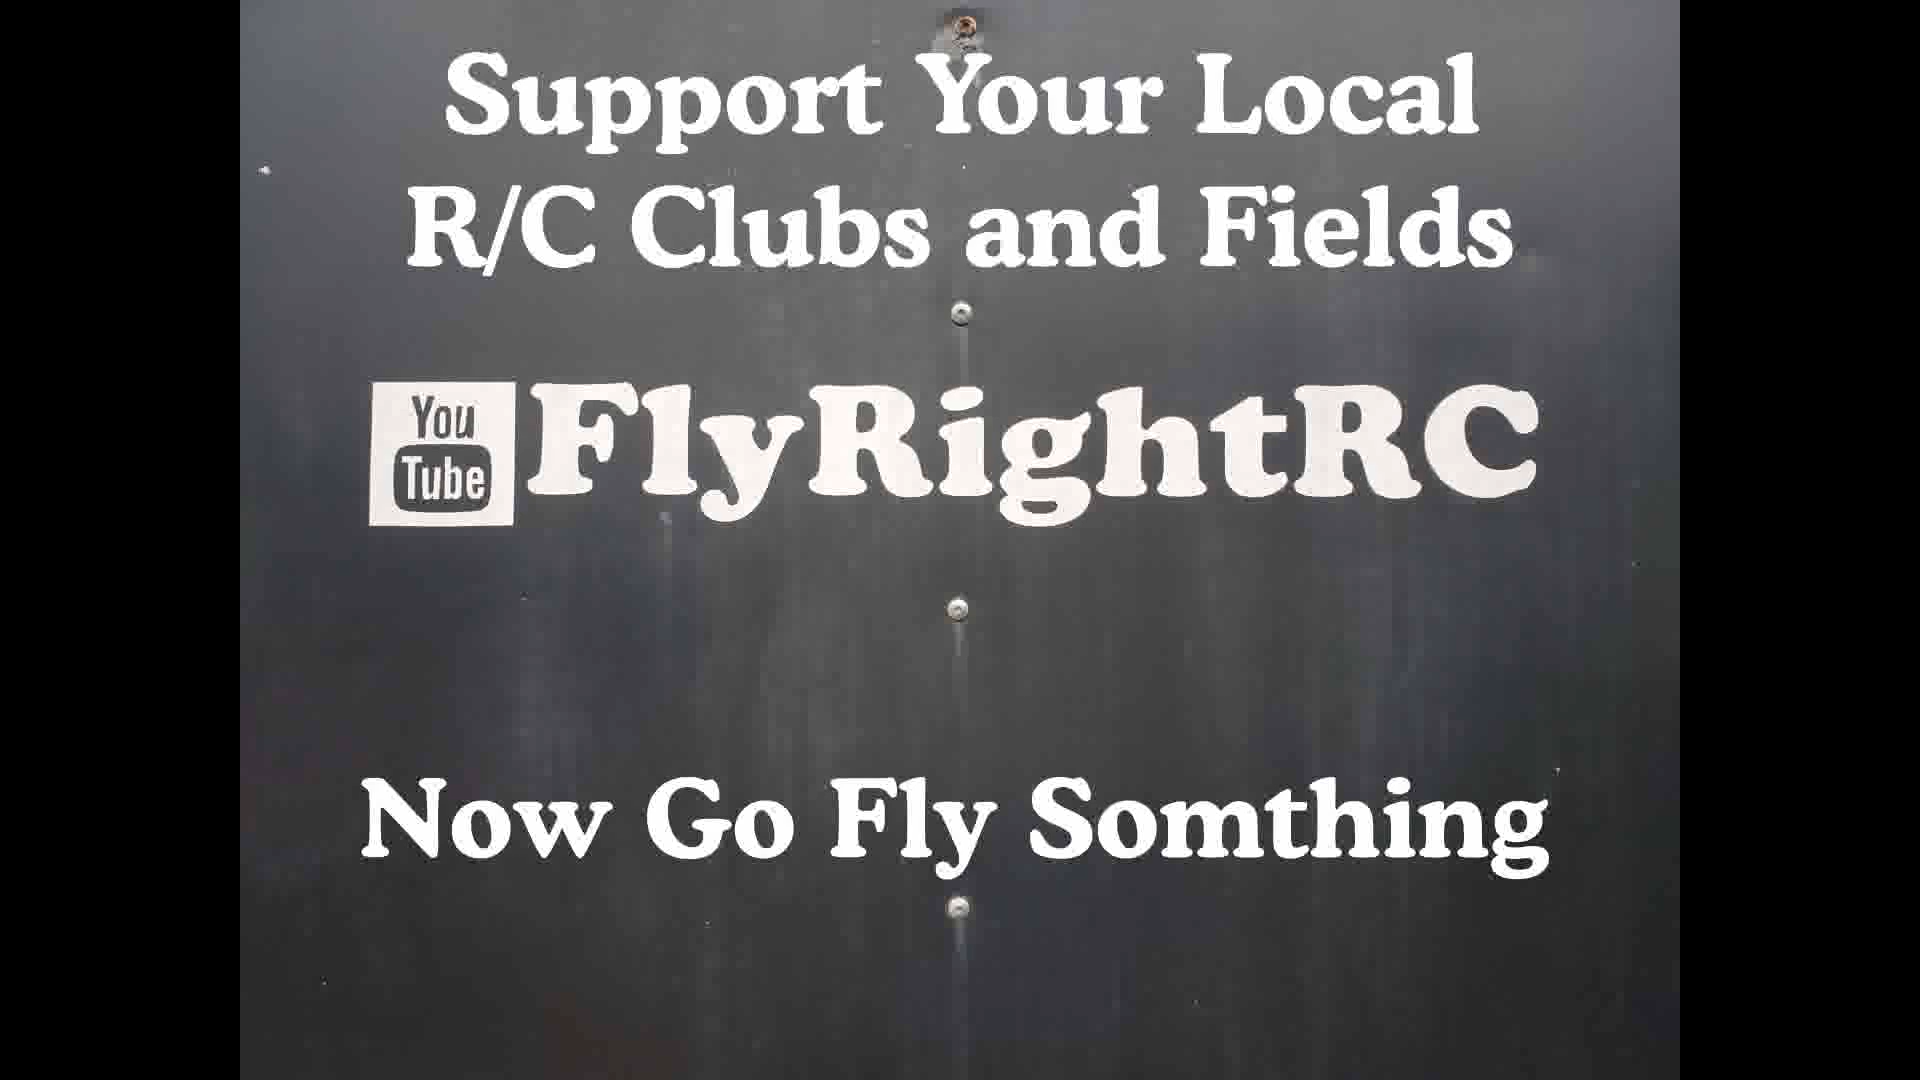 Support Your Local
R/C Clubs and Fields
You
Tube
FlyRightRC
Now Go Fly Somthing